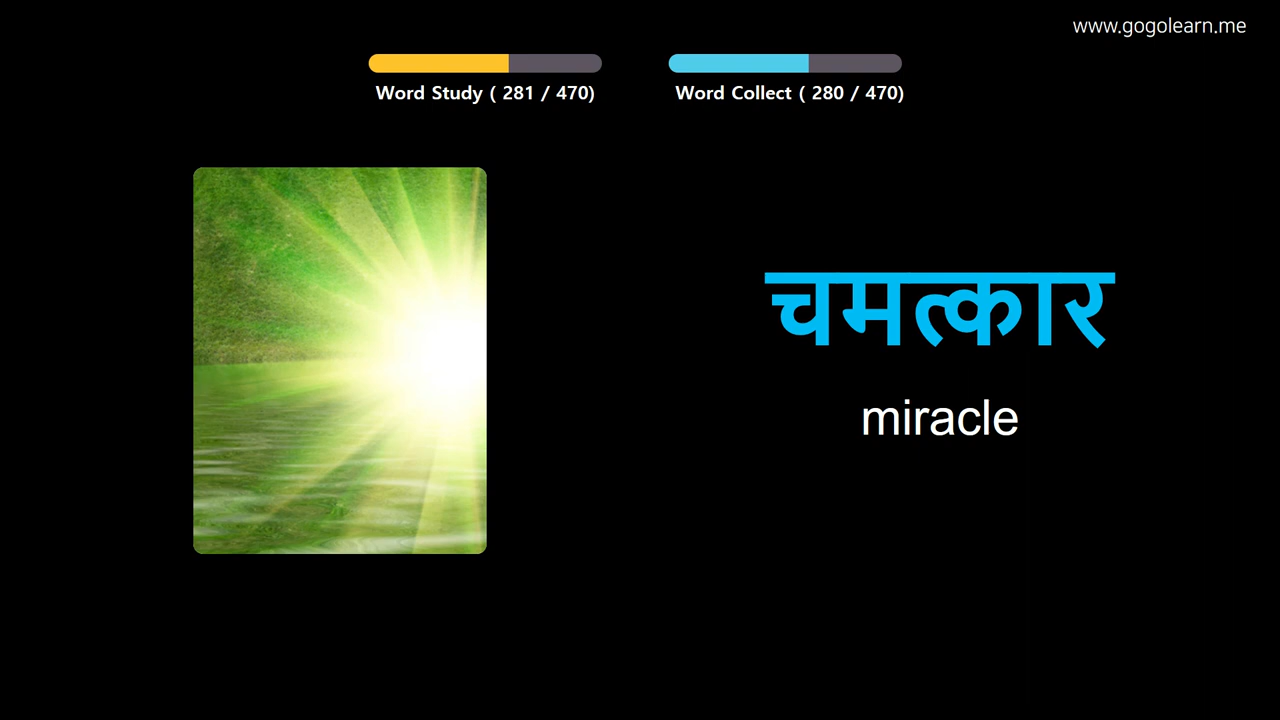 www.gogolearn.me
Word Study ( 281 / 470)
Word Collect ( 280 / 470)
चमत्कार
miracle